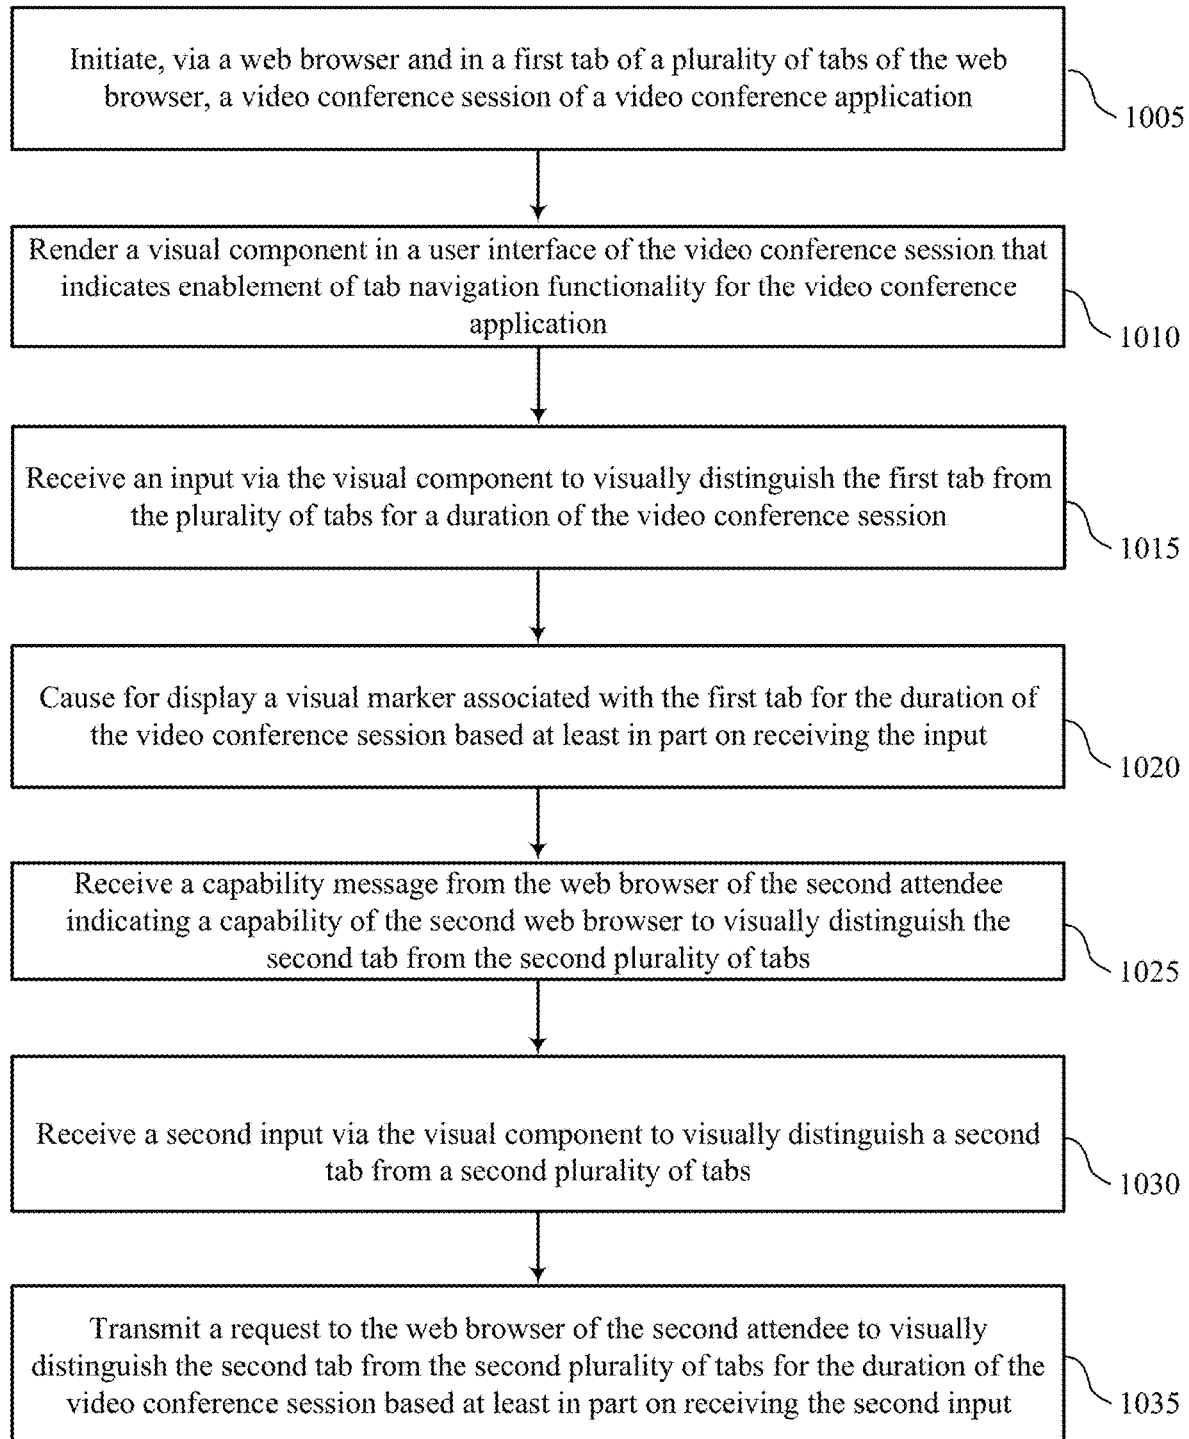 Initiate, via a web browser and in a first tab of a plurality of tabs of the web
browser, a video conference session of a video conference application
1005
Render a visual component in a user interface of the video conference session that
indicates enablement of tab navigation functionality for the video conference
application
1010
Receive an input via the visual component to visually distinguish the first tab from
the plurality of tabs for a duration of the video conference session
1015
Cause for display a visual marker associated with the first tab for the duration of
the video conference session based at least in part on receiving the input
1020
Receive a capability message from the web browser of the second attendee
indicating a capability of the second web browser to visually distinguish the
second tab from the second plurality of tabs
1025
Receive a second input via the visual component to visually distinguish a second
tab from a second plurality of tabs
1030
Transmit a request to the web browser of the second attendee to visually
distinguish the second tab from the second plurality of tabs for the duration of the
video conference session based at least in part on receiving the second input
1035